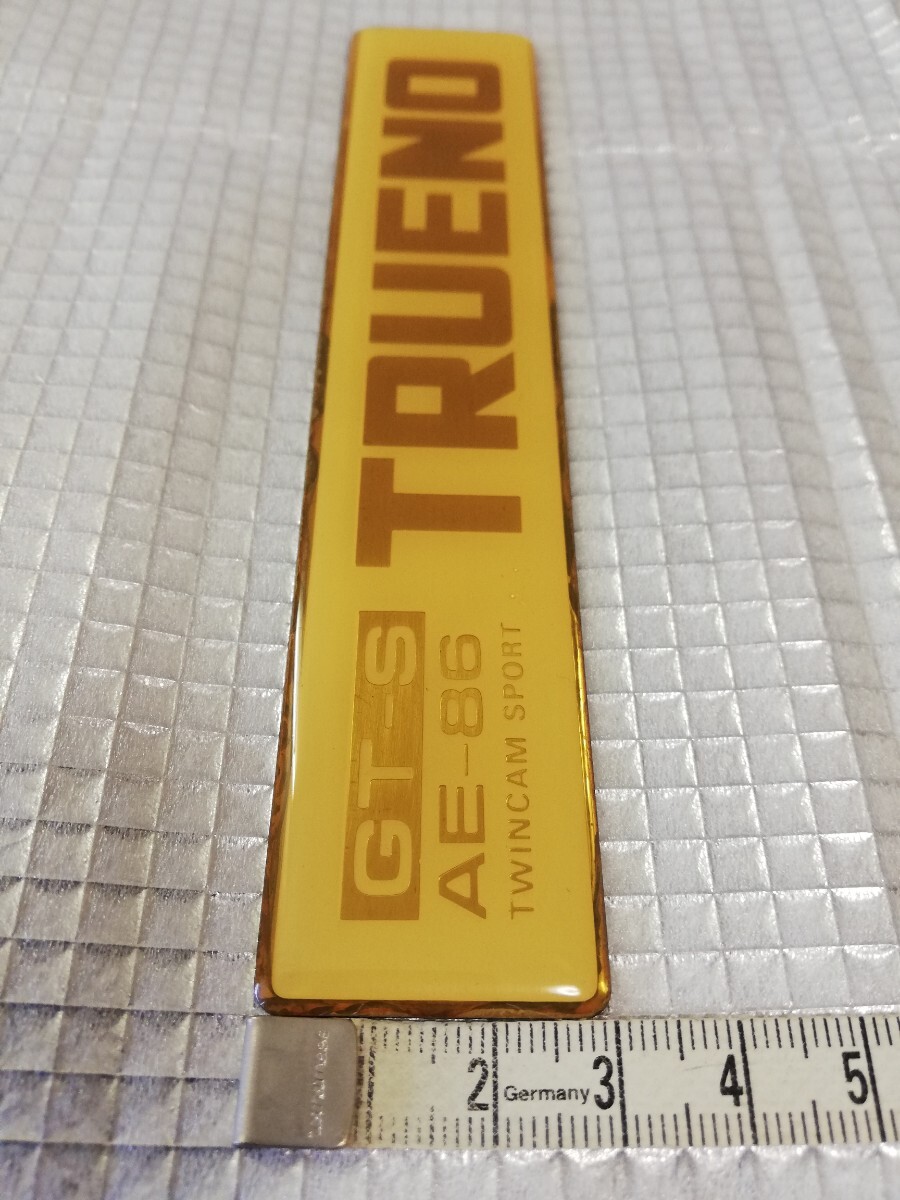 GT-S TRUENO
AE-86
TWINCAM SPORT
2 Germany 3 4 5